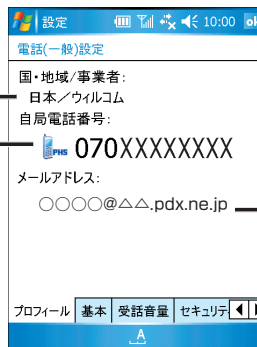 設定 10:00 ok
電話(一般)設定
国・地域/事業者:
日本／ウィルコム
自局電話番号:
PHS 070XXXXXXXX
メールアドレス:
○○○○@△△.pdx.ne.jp
プロフィール 基本 受話音量 セキュリテ
A